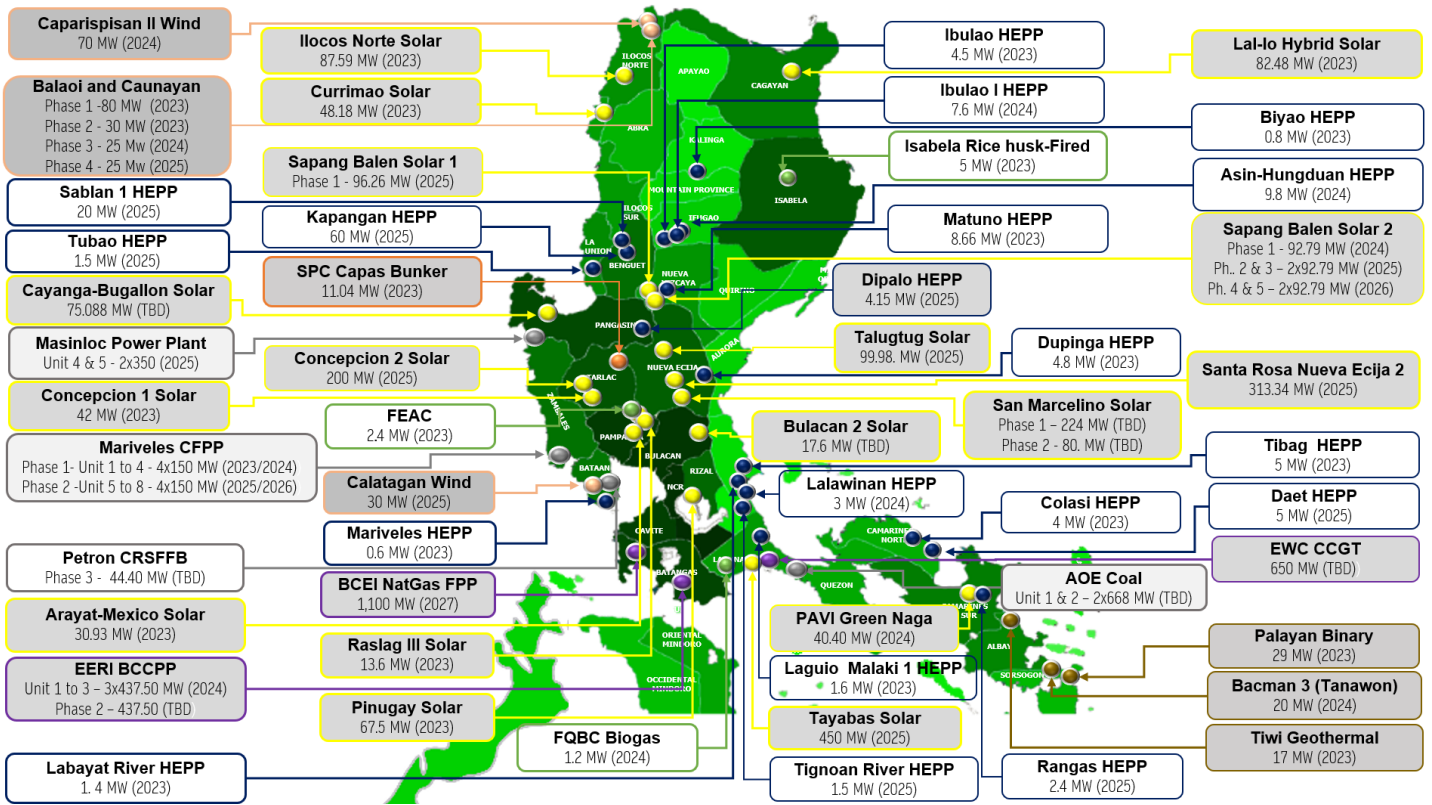 Caparispisan II Wind
70 MW (2024)
Balaoi and Caunayan
Phase 1 -80 MW (2023)
Phase 2 - 30 MW (2023)
Phase 3 - 25 MW (2024)
Phase 4 - 25 MW (2025)
Sablan 1 HEPP
20 MW (2025)
Tubao HEPP
1.5 MW (2025)
Cayanga-Bugallon Solar
75.088 MW (TBD)
Masinloc Power Plant
Unit 4 & 5 - 2x350 (2025)
Concepcion 1 Solar
42 MW (2023)
Mariveles CFPP
Phase 1- Unit 1 to 4 - 4x150 MW (2023/2024)
Phase 2 -Unit 5 to 8 - 4x150 MW (2025/2026)
Petron CRSFFB
Phase 3 - 44.40 MW (TBD)
Arayat-Mexico Solar
30.93 MW (2023)
EERI BCCPP
Unit 1 to 3 – 3x437.50 MW (2024)
Phase 2 – 437.50 (TBD)
Labayat River HEPP
1. 4 MW (2023)
Ilocos Norte Solar
87.59 MW (2023)
Currimao Solar
48.18 MW (2023)
Sapang Balen Solar 1
Phase 1 - 96.26 MW (2025)
Kapangan HEPP
60 MW (2025)
SPC Capas Bunker
11.04 MW (2023)
Concepcion 2 Solar
200 MW (2025)
FEAC
2.4 MW (2023)
Calatagan Wind
30 MW (2025)
Mariveles HEPP
0.6 MW (2023)
BCEI NatGas FPP
1,100 MW (2027)
Raslag III Solar
13.6 MW (2023)
Pinugay Solar
67.5 MW (2023)
FQBC Biogas
1.2 MW (2024)
ILOCOS
NORTE
APAYAO
CAGAYAN
ABRA
KALINGA
MOUNTAIN PROVINCE
ISABELA
ILOCOS
SUR
IFUGAO
LA
UNION
BENGUET
NUEVA
QUIRINO
AURORA
NUEVA ECIJA
ZAMBALES
BULACAN
BATAAN
RIZAL
NCR
CAVITE
BATANGAS
QUEZON
ORIENTAL
MINDORO
OCCIDENTAL
MINDORO
ALBAY
SORSOGON
Ibulao HEPP
4.5 MW (2023)
Ibulao I HEPP
7.6 MW (2024)
Isabela Rice husk-Fired
5 MW (2023)
Matuno HEPP
8.66 MW (2023)
Dipalo HEPP
4.15 MW (2025)
Talugtug Solar
99.98. MW (2025)
Dupinga HEPP
4.8 MW (2023)
San Marcelino Solar
Phase 1 – 224 MW (TBD)
Phase 2 - 80. MW (TBD)
Bulacan 2 Solar
17.6 MW (TBD)
Lalawinan HEPP
3 MW (2024)
Colasi HEPP
4 MW (2023)
AOE Coal
Unit 1 & 2 – 2x668 MW (TBD)
PAVI Green Naga
40.40 MW (2024)
Laguio Malaki 1 HEPP
1.6 MW (2023)
Tayabas Solar
450 MW (2025)
Tignoan River HEPP
1.5 MW (2025)
Rangas HEPP
2.4 MW (2025)
Lal-lo Hybrid Solar
82.48 MW (2023)
Biyao HEPP
0.8 MW (2023)
Asin-Hungduan HEPP
9.8 MW (2024)
Sapang Balen Solar 2
Phase 1 - 92.79 MW (2024)
Ph.. 2 & 3 – 2x92.79 MW (2025)
Ph. 4 & 5 – 2x92.79 MW (2026)
Santa Rosa Nueva Ecija 2
313.34 MW (2025)
Tibag HEPP
5 MW (2023)
Daet HEPP
5 MW (2025)
EWC CCGT
650 MW (TBD)
Palayan Binary
29 MW (2023)
Bacman 3 (Tanawon)
20 MW (2024)
Tiwi Geothermal
17 MW (2023)